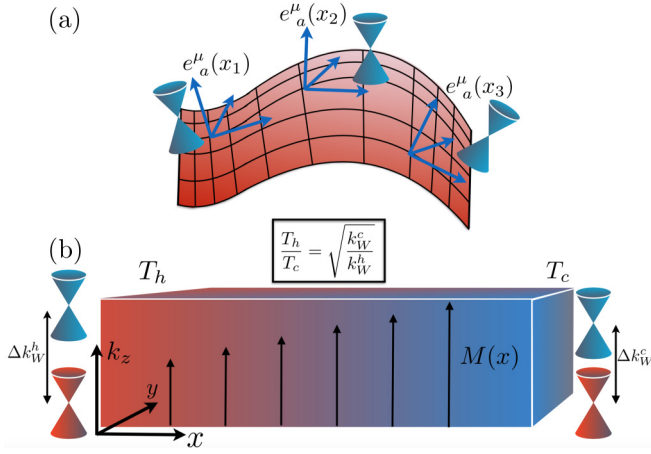 (a)
e^μ_a(x_1)
e^μ_a(x_2)
e^μ_a(x_3)
(b)
T_h/T_c = √(k_W^c/k_W^h)
T_h
T_c
Δk_W^h
k_z
y
x
M(x)
Δk_W^c